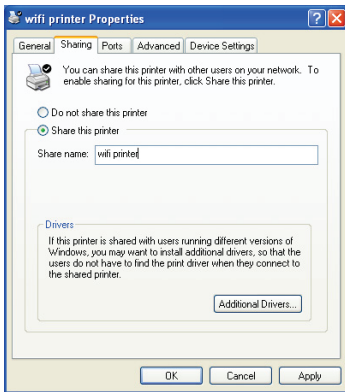 wifi printer Properties
General Sharing Ports Advanced Device Settings
You can share this printer with other users on your network. To
enable sharing for this printer, click Share this printer.
Do not share this printer
Share this printer
Share name: wifi printer
Drivers
If this printer is shared with users running different versions of
Windows, you may want to install additional drivers, so that the
users do not have to find the print driver when they connect to
the shared printer.
Additional Drivers...
OK Cancel Apply